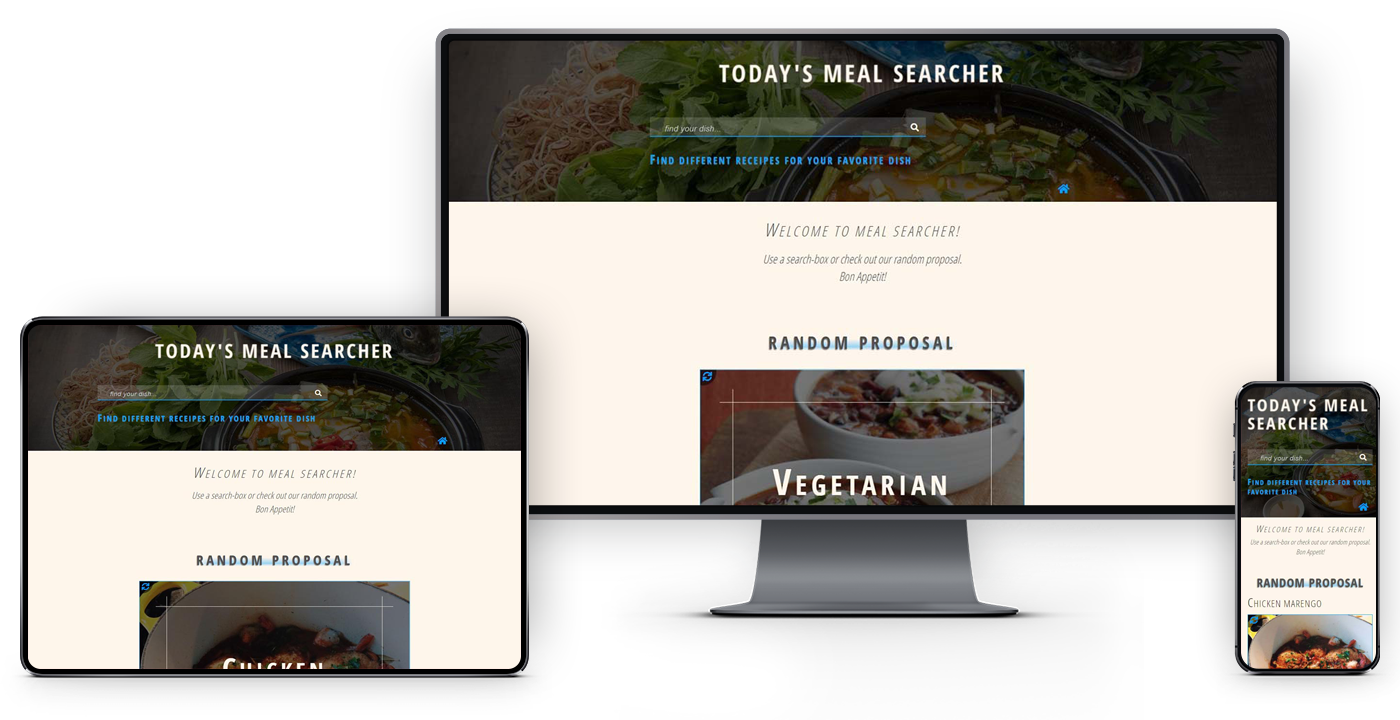 TODAY'S MEAL SEARCHER
find your dish...
Find different receipes for your favorite dish
Welcome to meal searcher!
Use a search-box or check out our random proposal.
Bon Appetit!
RANDOM PROPOSAL
Vegetarian
TODAY'S MEAL SEARCHER
find your dish...
Find different receipes for your favorite dish
Welcome to meal searcher!
Use a search-box or check out our random proposal.
Bon Appetit!
RANDOM PROPOSAL
Chicken
TODAY'S MEAL
SEARCHER
find your dish...
Find different receipes for your
favorite dish
Welcome to meal searcher!
Use a search-box or check out our random proposal.
Bon Appetit!
RANDOM PROPOSAL
Chicken marengo